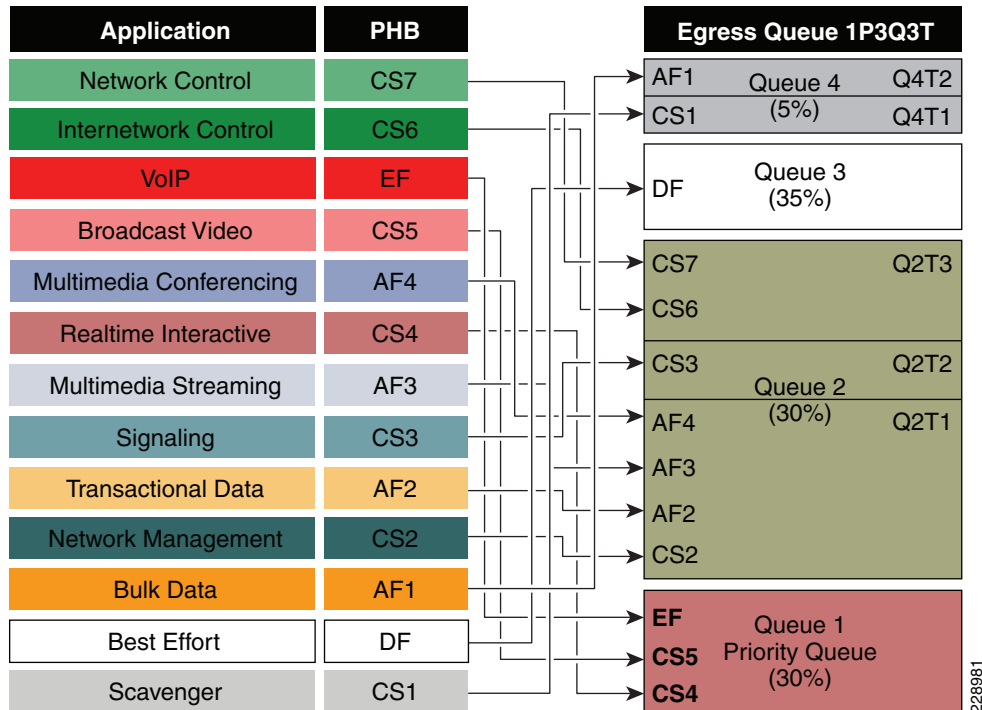 Application PHB Egress Queue 1P3Q3T
Network Control CS7
Internetwork Control CS6
VoIP EF
Broadcast Video CS5
Multimedia Conferencing AF4
Realtime Interactive CS4
Multimedia Streaming AF3
Signaling CS3
Transactional Data AF2
Network Management CS2
Bulk Data AF1
Best Effort DF
Scavenger CS1
AF1 Queue 4 Q4T2
(5%)
CS1 Q4T1
DF Queue 3
(35%)
CS7 Q2T3
CS6
CS3 Q2T2
Queue 2
(30%)
AF4 Q2T1
AF3
AF2
CS2
EF Queue 1
CS5 Priority Queue
CS4 (30%)
228981